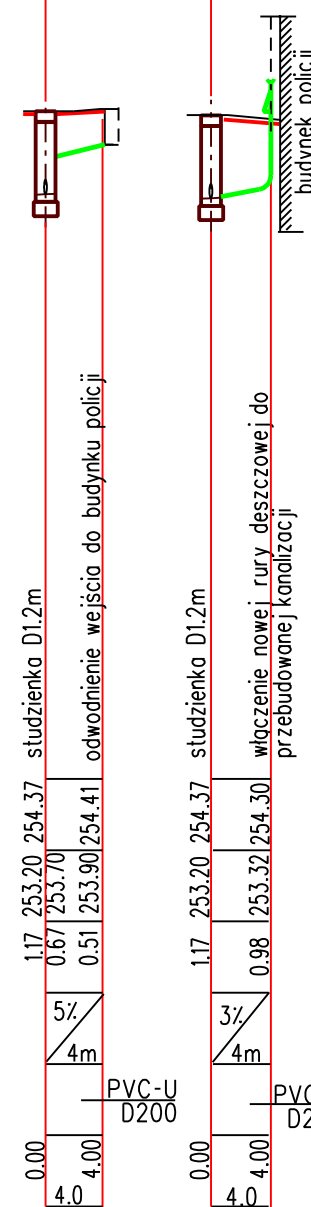 budynek policji
studzienka D1.2m
odwodnienie wejścia do budynku policji
254.37
254.41
253.20
253.70
253.90
1.17
0.67
0.51
5%
4m
PVC-U
D200
0.00
4.00
4.0
studzienka D1.2m
włączenie nowej rury deszczowej do
przebudowanej kanalizacji
254.37
254.30
253.20
253.32
1.17
0.98
3%
4m
0.00
4.00
4.0